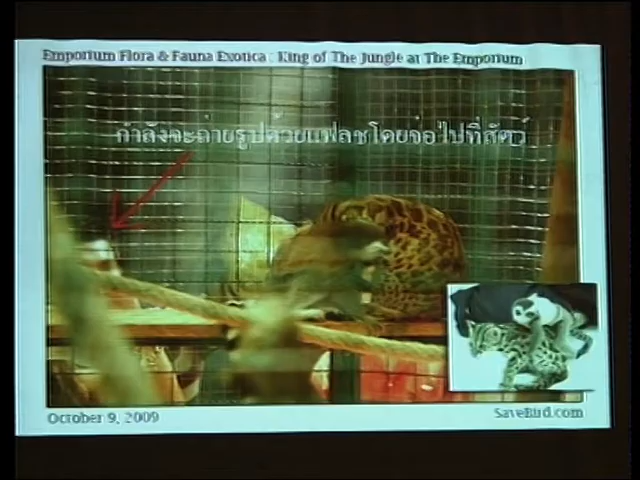 Emporium Flora & Fauna Exotica : King of The Jungle at The Emporium
กำลังจะถ่ายรูปด้วยแฟลชโดยจ่อไปที่สัตว์
October 9, 2009
SaveBird.com